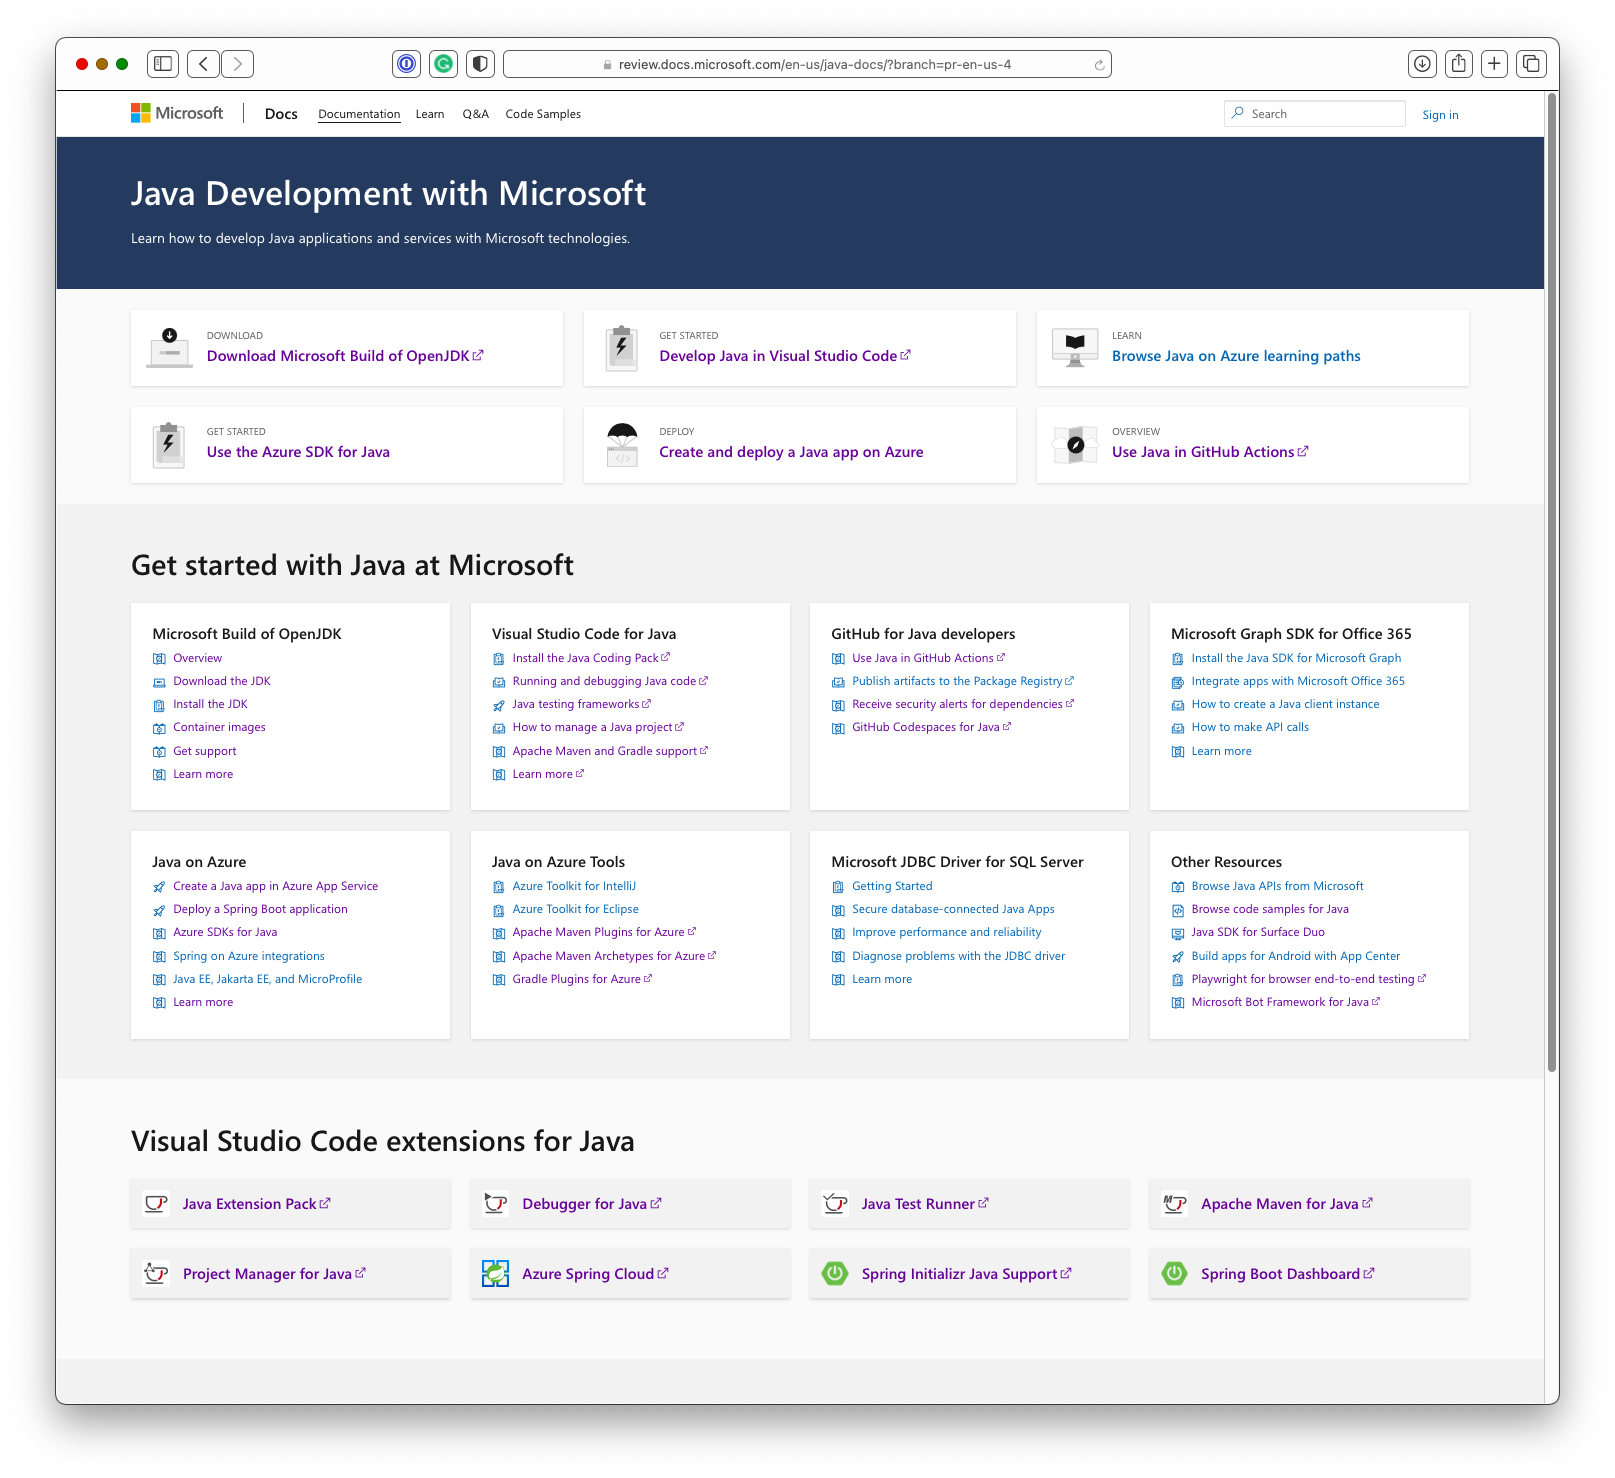 review.docs.microsoft.com/en-us/java-docs/?branch=pr-en-us-4
Microsoft
Docs
Documentation
Learn
Q&A
Code Samples
Search
Sign in
Java Development with Microsoft
Learn how to develop Java applications and services with Microsoft technologies.
DOWNLOAD
Download Microsoft Build of OpenJDK
GET STARTED
Develop Java in Visual Studio Code
LEARN
Browse Java on Azure learning paths
GET STARTED
Use the Azure SDK for Java
DEPLOY
Create and deploy a Java app on Azure
OVERVIEW
Use Java in GitHub Actions
Get started with Java at Microsoft
Microsoft Build of OpenJDK
Overview
Download the JDK
Install the JDK
Container images
Get support
Learn more
Visual Studio Code for Java
Install the Java Coding Pack
Running and debugging Java code
Java testing frameworks
How to manage a Java project
Apache Maven and Gradle support
Learn more
GitHub for Java developers
Use Java in GitHub Actions
Publish artifacts to the Package Registry
Receive security alerts for dependencies
GitHub Codespaces for Java
Microsoft Graph SDK for Office 365
Install the Java SDK for Microsoft Graph
Integrate apps with Microsoft Office 365
How to create a Java client instance
How to make API calls
Learn more
Java on Azure
Create a Java app in Azure App Service
Deploy a Spring Boot application
Azure SDKs for Java
Spring on Azure integrations
Java EE, Jakarta EE, and MicroProfile
Learn more
Java on Azure Tools
Azure Toolkit for IntelliJ
Azure Toolkit for Eclipse
Apache Maven Plugins for Azure
Apache Maven Archetypes for Azure
Gradle Plugins for Azure
Microsoft JDBC Driver for SQL Server
Getting Started
Secure database-connected Java Apps
Improve performance and reliability
Diagnose problems with the JDBC driver
Learn more
Other Resources
Browse Java APIs from Microsoft
Browse code samples for Java
Java SDK for Surface Duo
Build apps for Android with App Center
Playwright for browser end-to-end testing
Microsoft Bot Framework for Java
Visual Studio Code extensions for Java
Java Extension Pack
Debugger for Java
Java Test Runner
Apache Maven for Java
Project Manager for Java
Azure Spring Cloud
Spring Initializr Java Support
Spring Boot Dashboard